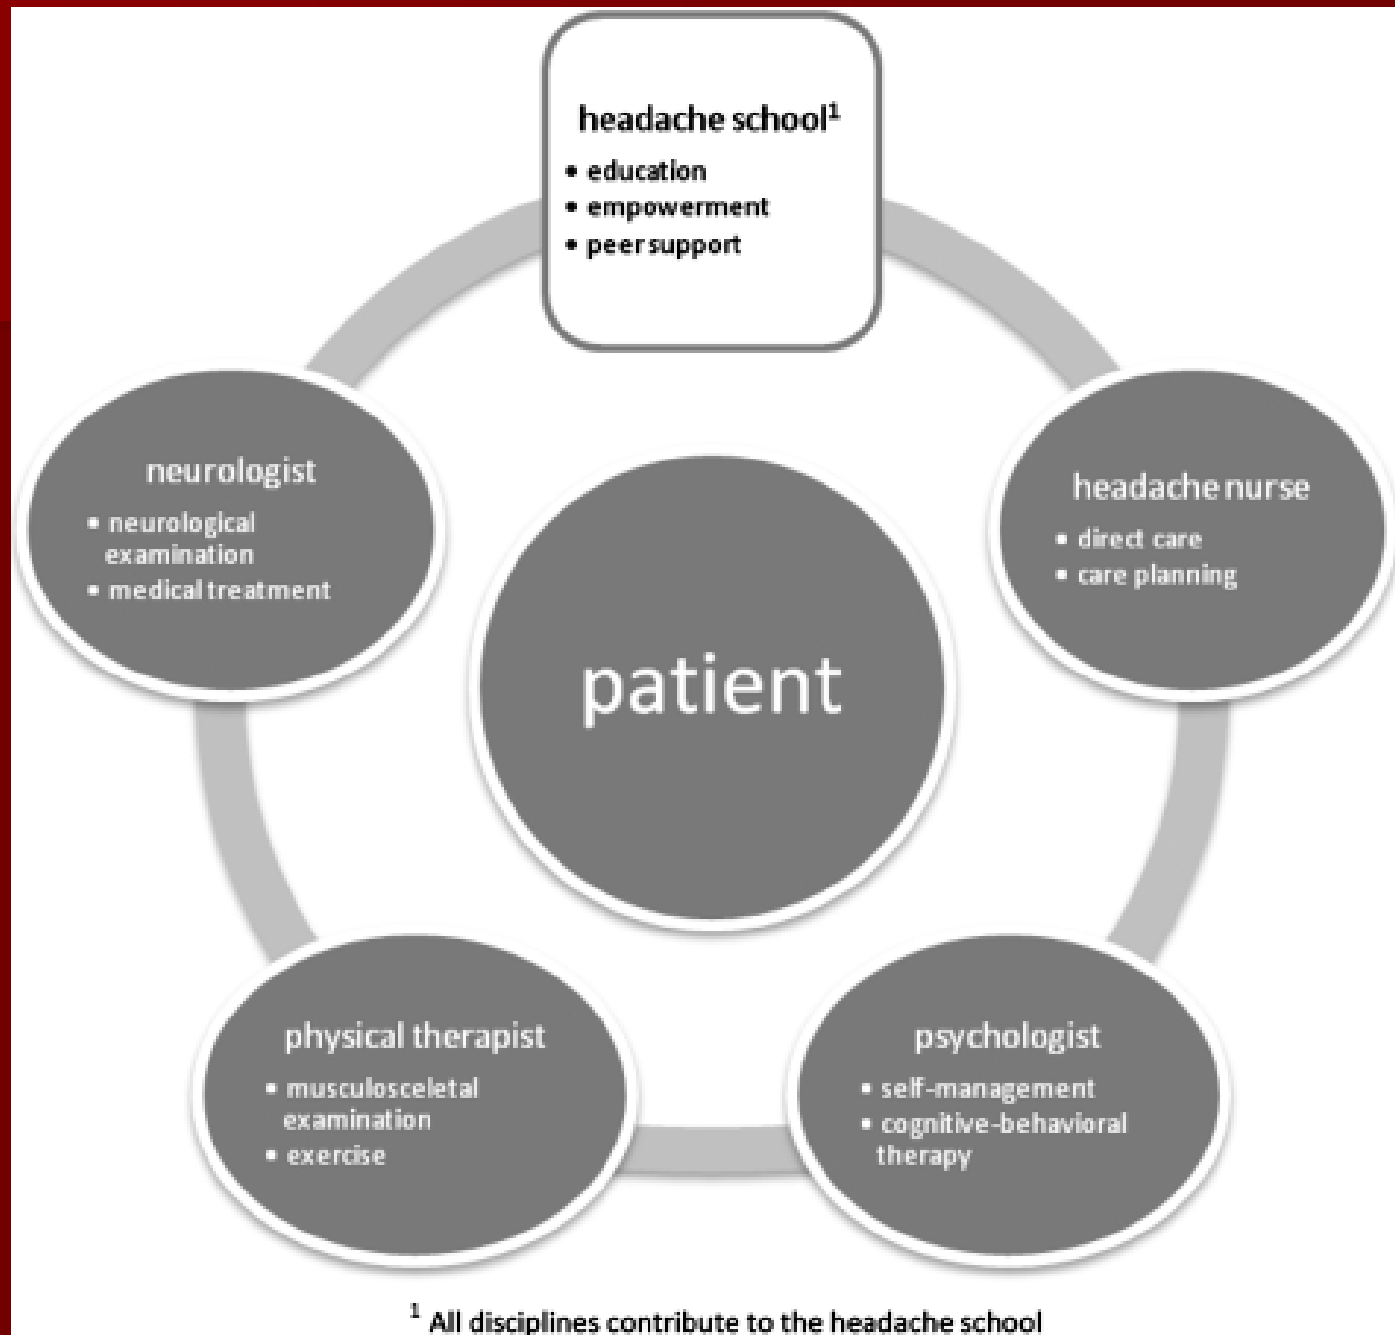 headache school¹
• education
• empowerment
• peer support
neurologist
• neurological
examination
• medical treatment
headache nurse
• direct care
• care planning
patient
physical therapist
• musculosceletal
examination
• exercise
psychologist
• self-management
• cognitive-behavioral
therapy
¹ All disciplines contribute to the headache school